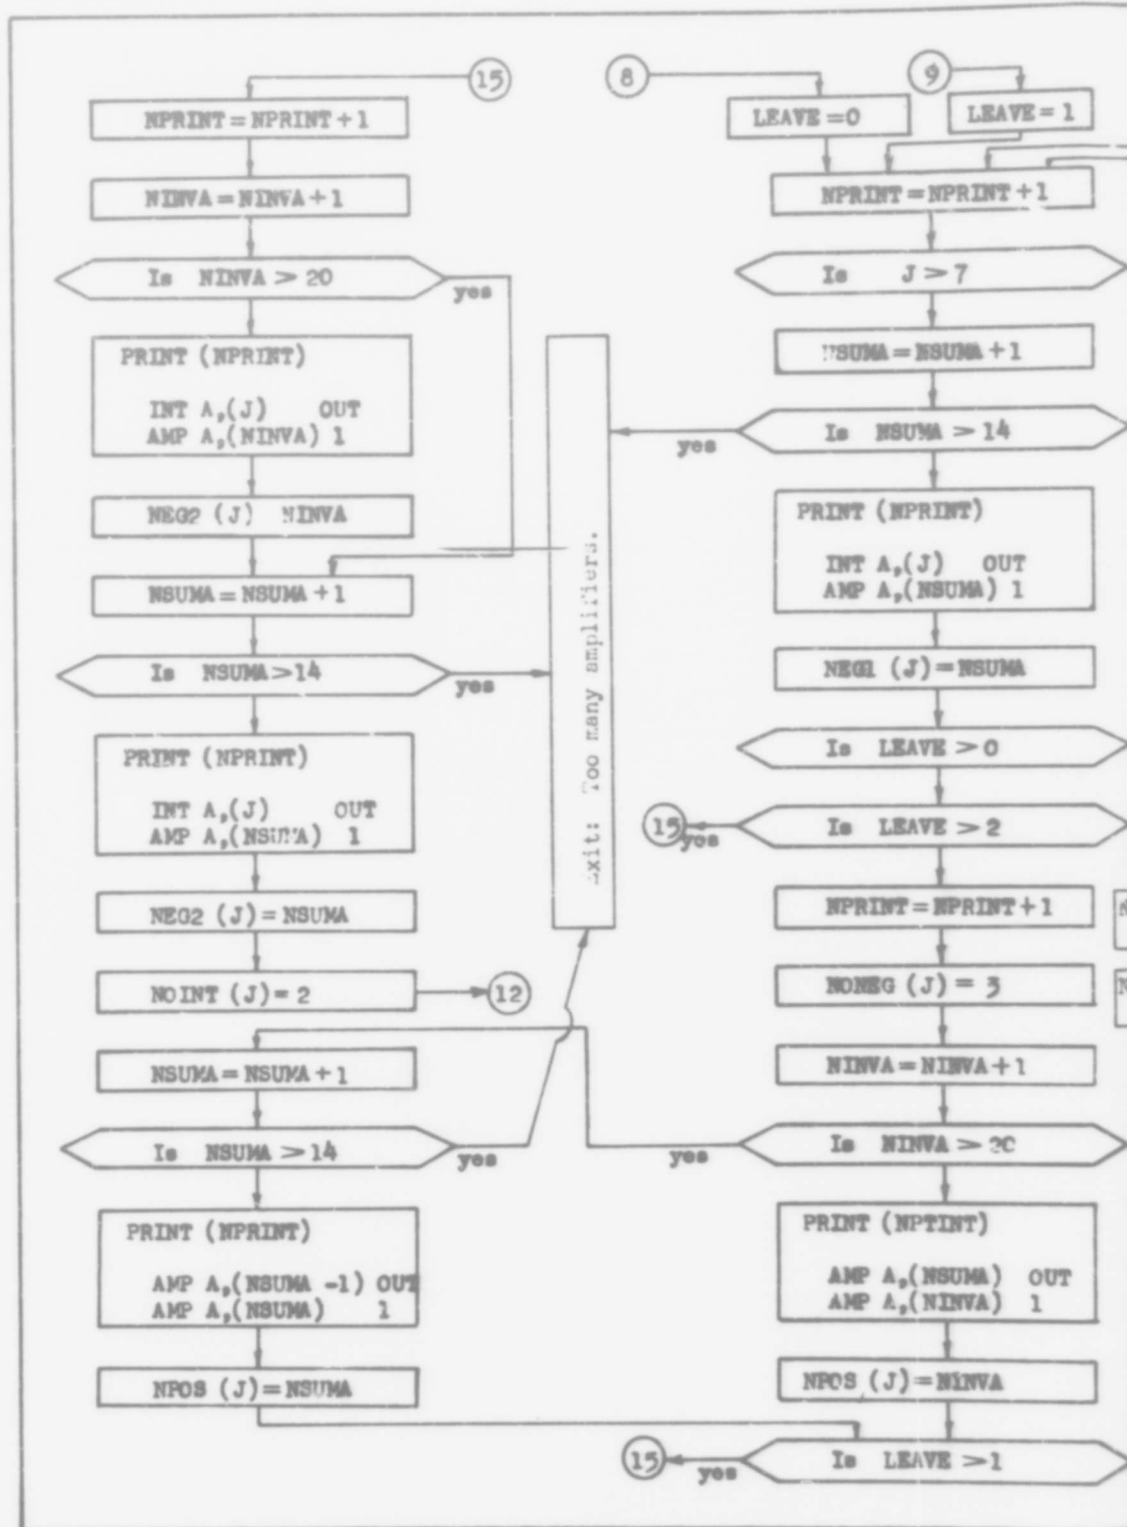 15
NPRINT=NPRINT+1
NINVA=NINVA+1
Is NINVA > 20
yes
PRINT (NPRINT)
INT A,(J) OUT
AMP A,(NINVA) 1
NEG2 (J) NINVA
NSUMA=NSUMA+1
Is NSUMA>14
yes
PRINT (NPRINT)
INT A,(J) OUT
AMP A,(NSUMA) 1
NEG2 (J)=NSUMA
NOINT (J)=2
12
NSUMA=NSUMA+1
Is NSUMA >14
yes
PRINT (NPRINT)
AMP A,(NSUMA -1) OUT
AMP A,(NSUMA) 1
NPOS (J)=NSUMA
Too many amplifiers.
8
9
LEAVE =0
LEAVE=1
NPRINT=NPRINT+1
Is J >7
NSUMA=NSUMA+1
Is NSUMA >14
yes
PRINT (NPRINT)
INT A,(J) OUT
AMP A,(NSUMA) 1
NEG1 (J)=NSUMA
Is LEAVE >0
Is LEAVE >2
15
yes
NPRINT=NPRINT+1
NONEG (J) = 3
NINVA=NINVA+1
Is NINVA > 20
yes
PRINT (NPTINT)
AMP A,(NSUMA) OUT
AMP A,(NINVA) 1
NPOS (J)=NINVA
Is LEAVE >1
15
yes